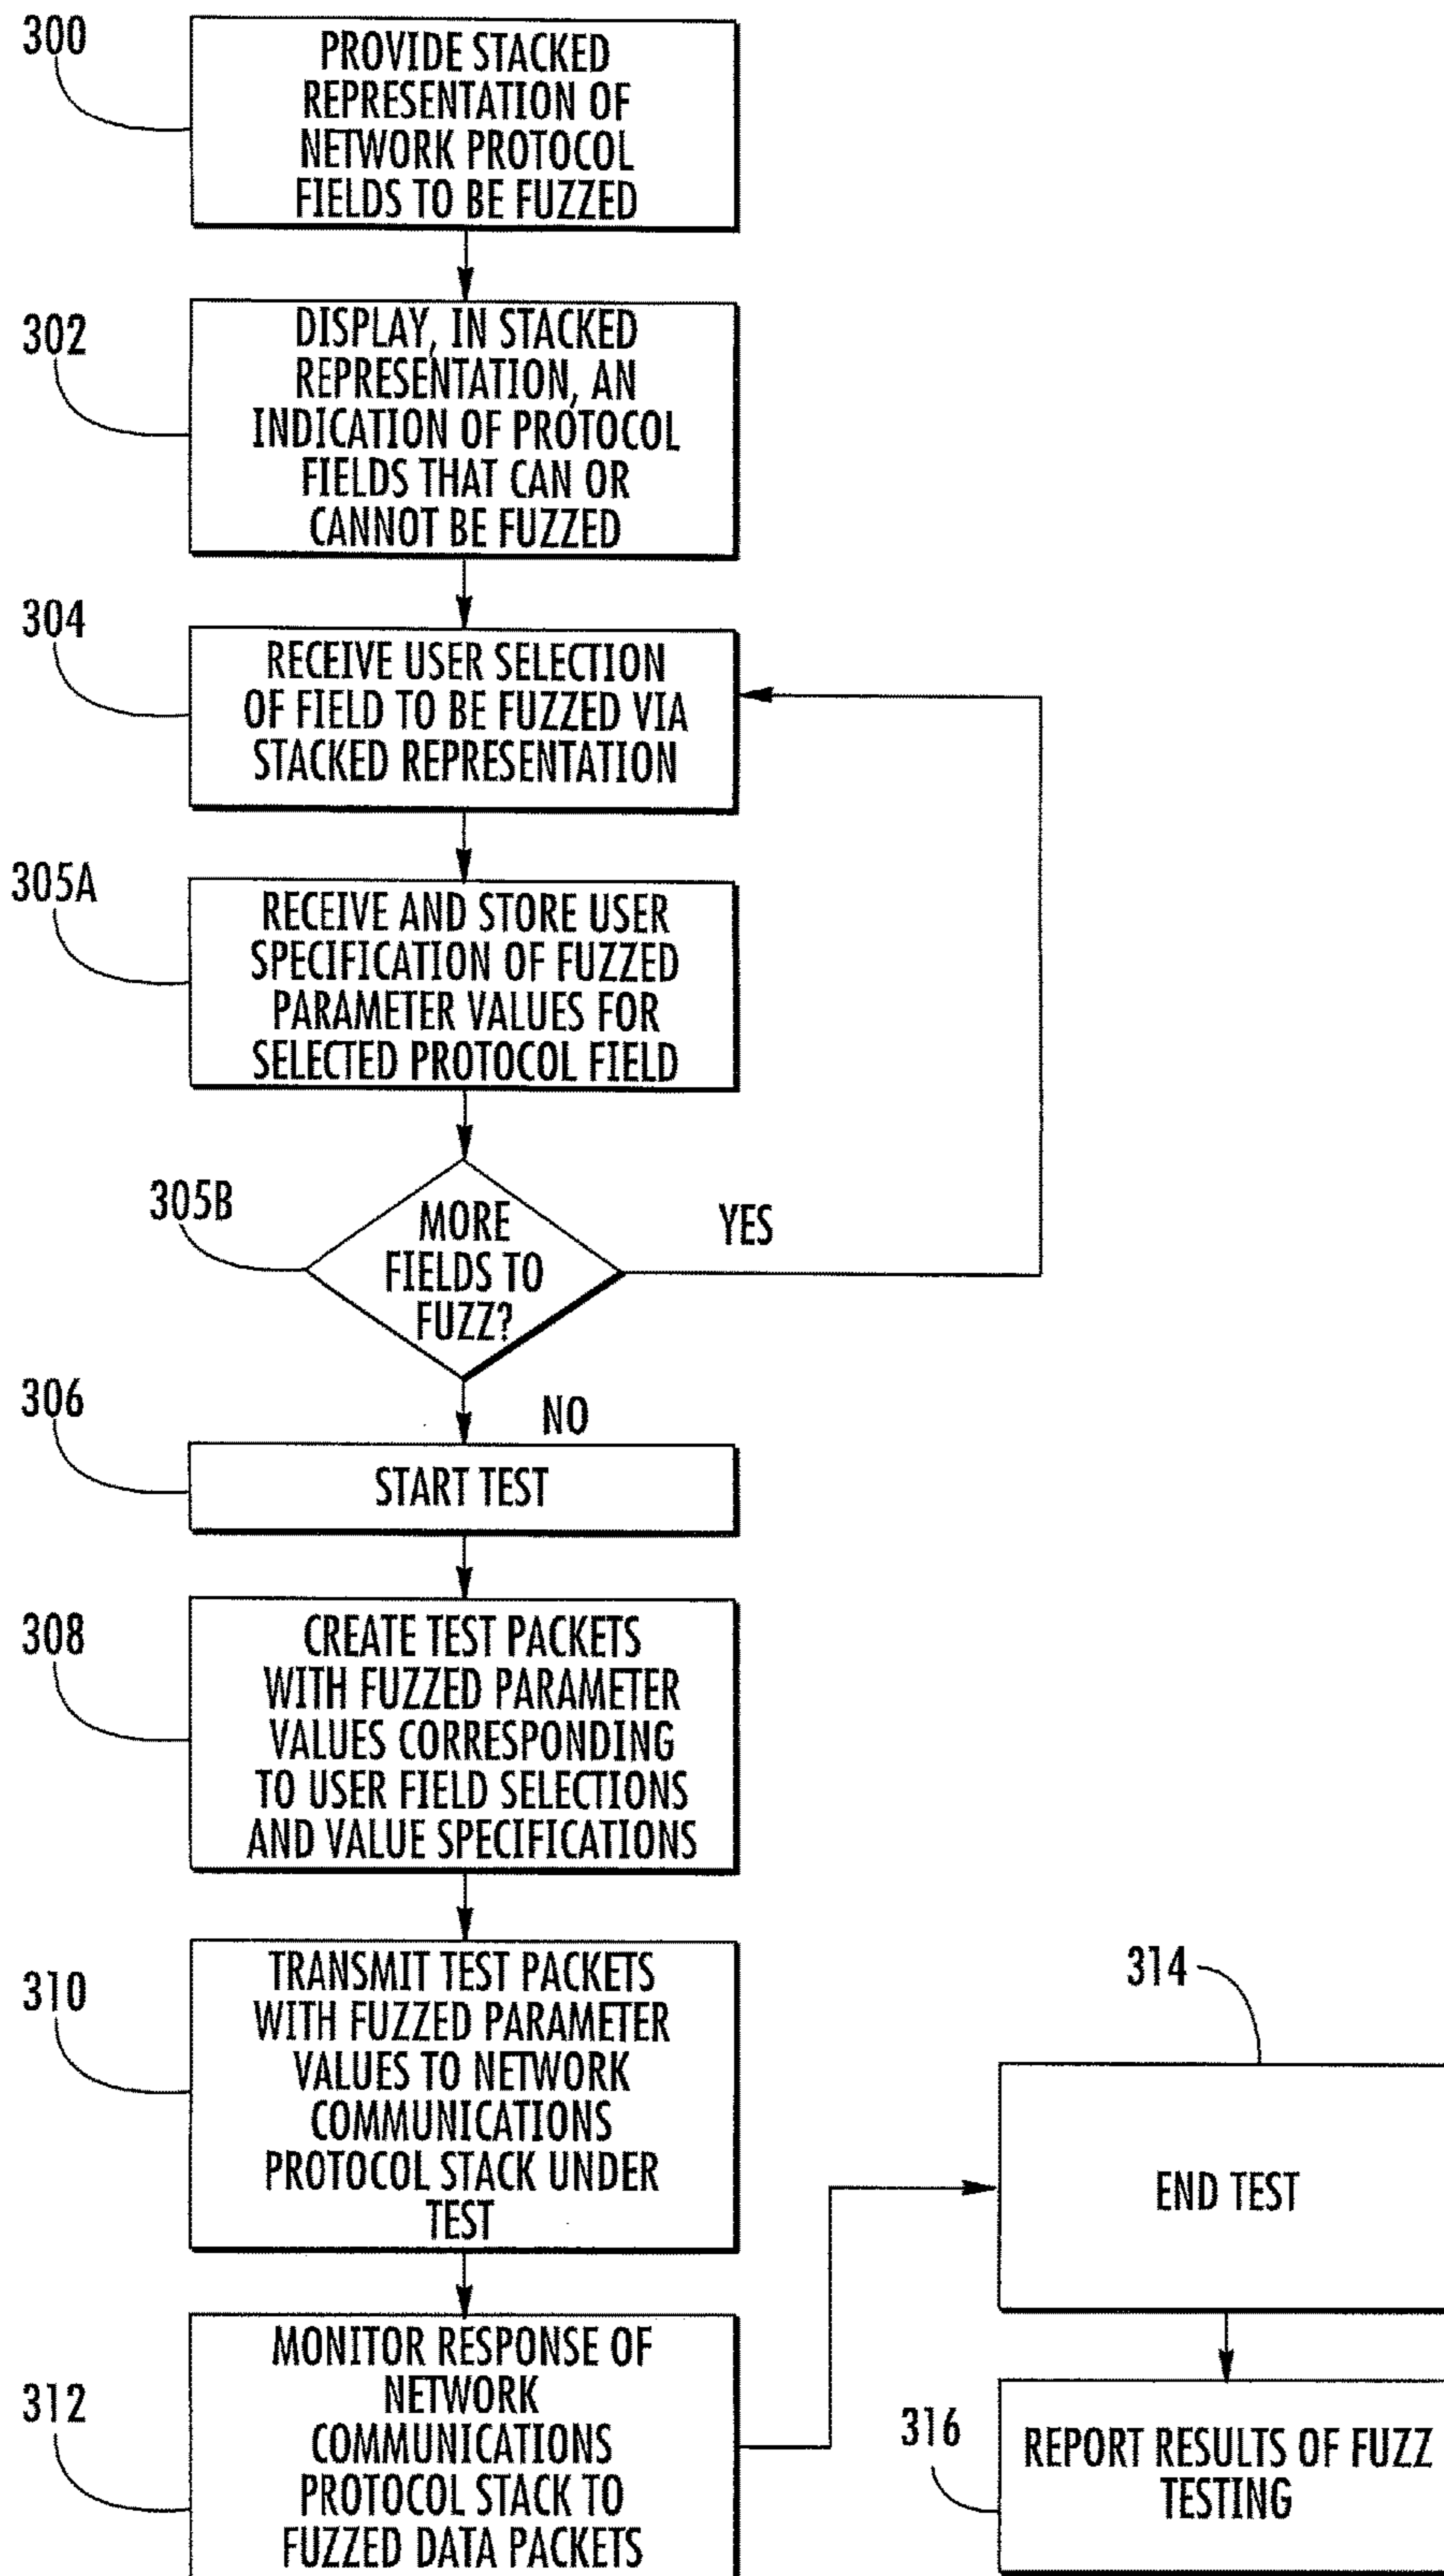 300
PROVIDE STACKED
REPRESENTATION OF
NETWORK PROTOCOL
FIELDS TO BE FUZZED
302
DISPLAY, IN STACKED
REPRESENTATION, AN
INDICATION OF PROTOCOL
FIELDS THAT CAN OR
CANNOT BE FUZZED
304
RECEIVE USER SELECTION
OF FIELD TO BE FUZZED VIA
STACKED REPRESENTATION
305A
RECEIVE AND STORE USER
SPECIFICATION OF FUZZED
PARAMETER VALUES FOR
SELECTED PROTOCOL FIELD
305B
MORE
FIELDS TO
FUZZ?
YES
NO
306
START TEST
308
CREATE TEST PACKETS
WITH FUZZED PARAMETER
VALUES CORRESPONDING
TO USER FIELD SELECTIONS
AND VALUE SPECIFICATIONS
310
TRANSMIT TEST PACKETS
WITH FUZZED PARAMETER
VALUES TO NETWORK
COMMUNICATIONS
PROTOCOL STACK UNDER
TEST
312
MONITOR RESPONSE OF
NETWORK
COMMUNICATIONS
PROTOCOL STACK TO
FUZZED DATA PACKETS
314
END TEST
316
REPORT RESULTS OF FUZZ
TESTING